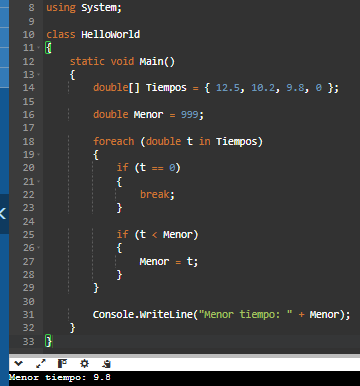 8 using System;
9
10 class HelloWorld
11 {
12 static void Main()
13 {
14 double[] Tiempos = { 12.5, 10.2, 9.8, 0 };
15
16 double Menor = 999;
17
18 foreach (double t in Tiempos)
19 {
20 if (t == 0)
21 {
22 break;
23 }
24
25 if (t < Menor)
26 {
27 Menor = t;
28 }
29 }
30
31 Console.WriteLine("Menor tiempo: " + Menor);
32 }
33 }
Menor tiempo: 9.8